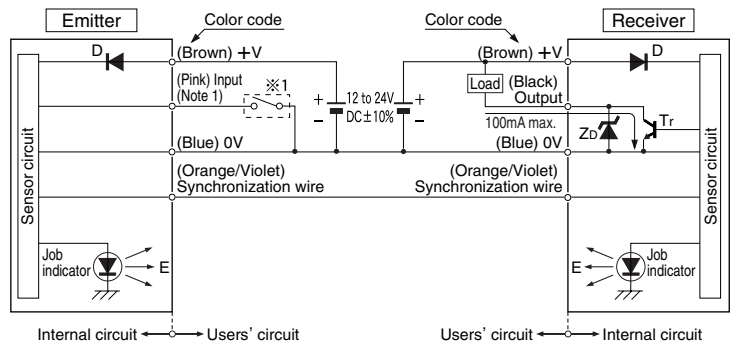 Emitter
Color code
Color code
Receiver
D
(Brown) +V
(Brown) +V
D
(Pink) Input
(Note 1)
※1
+
−
12 to 24V
DC±10%
+
−
Load
(Black)
Output
100mA max.
ZD
Tr
(Blue) 0V
(Blue) 0V
Sensor circuit
Sensor circuit
(Orange/Violet)
Synchronization wire
(Orange/Violet)
Synchronization wire
Job
indicator
E
E
Job
indicator
Internal circuit
Users' circuit
Users' circuit
Internal circuit